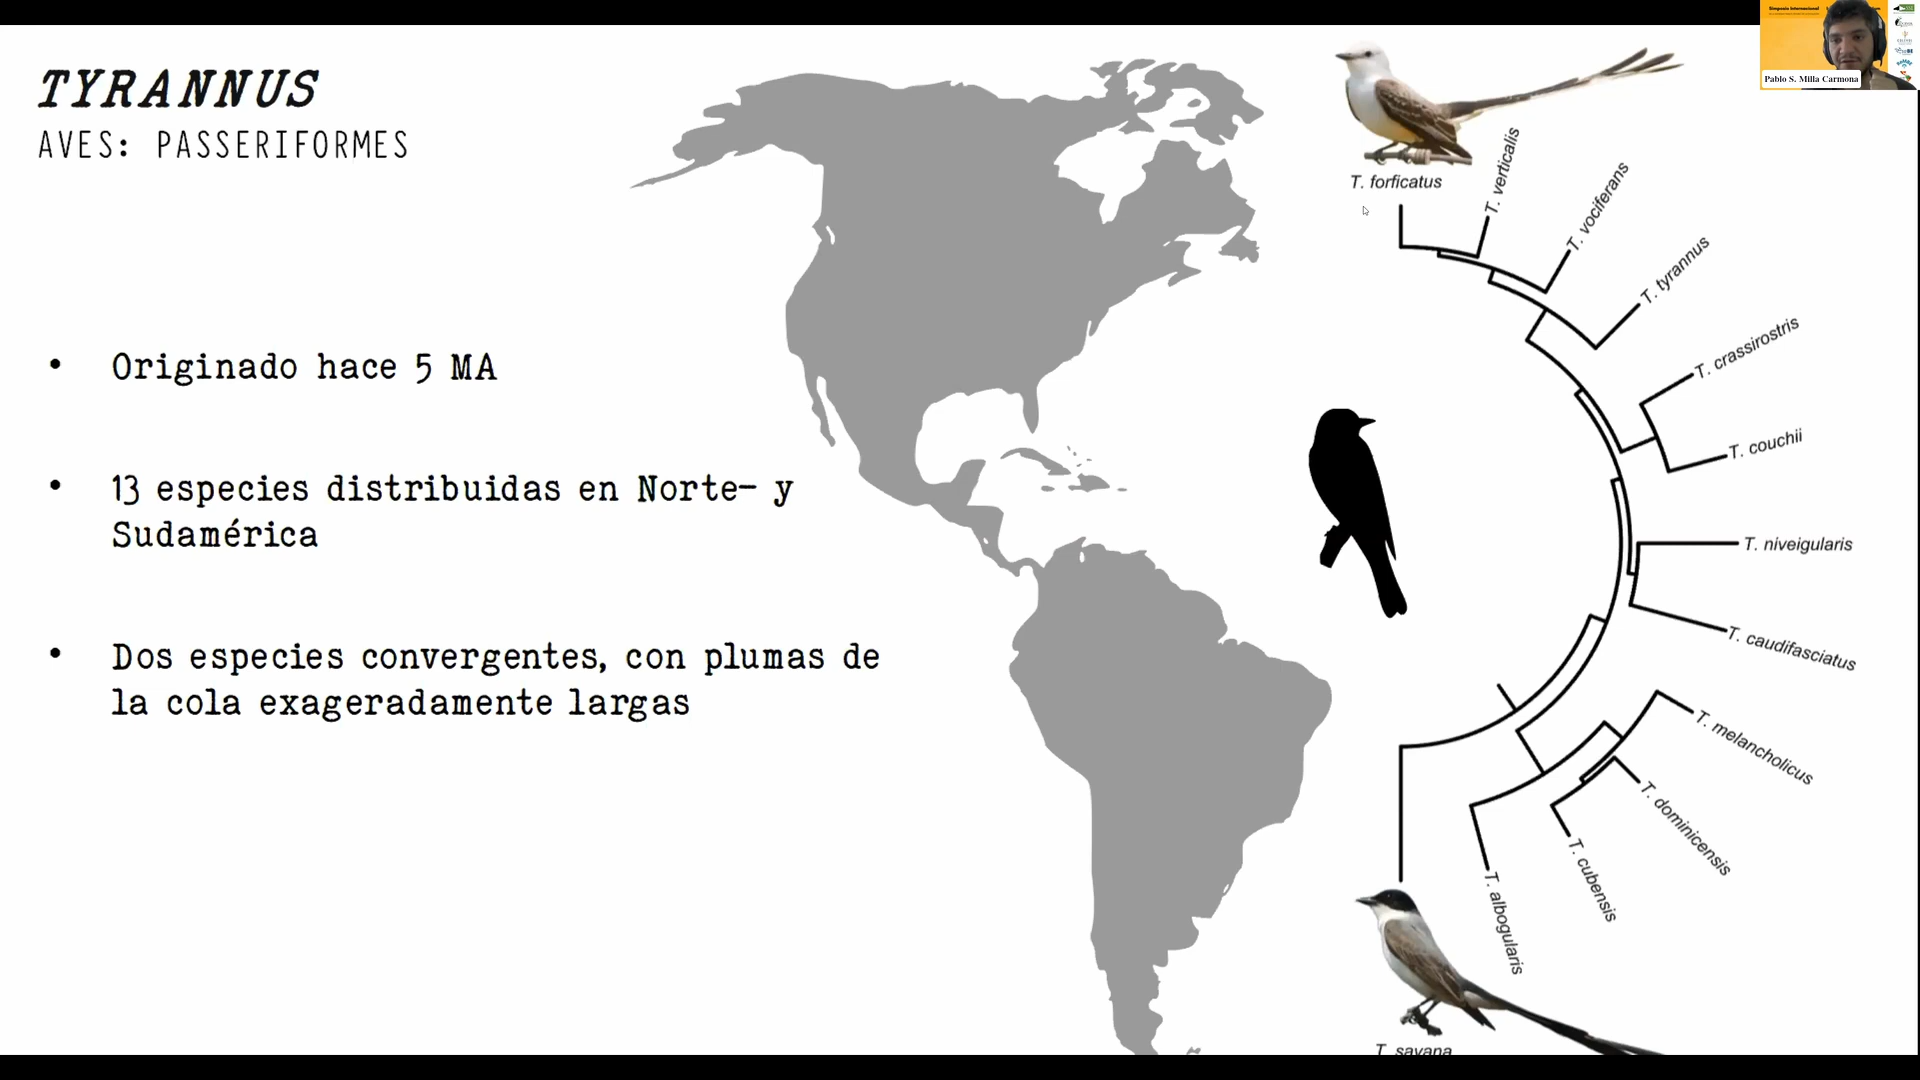 TYRANNUS
AVES: PASSERIFORMES
• Originado hace 5 MA
• 13 especies distribuidas en Norte- y
Sudamérica
• Dos especies convergentes, con plumas de
la cola exageradamente largas
T. forficatus
T. verticalis
T. vociferans
T. tyrannus
T. crassirostris
T. couchii
T. niveigularis
T. caudifasciatus
T. melancholicus
T. dominicensis
T. cubensis
T. albogularis
T. savana
Simposio Internacional
Pablo S. Milla Carmona